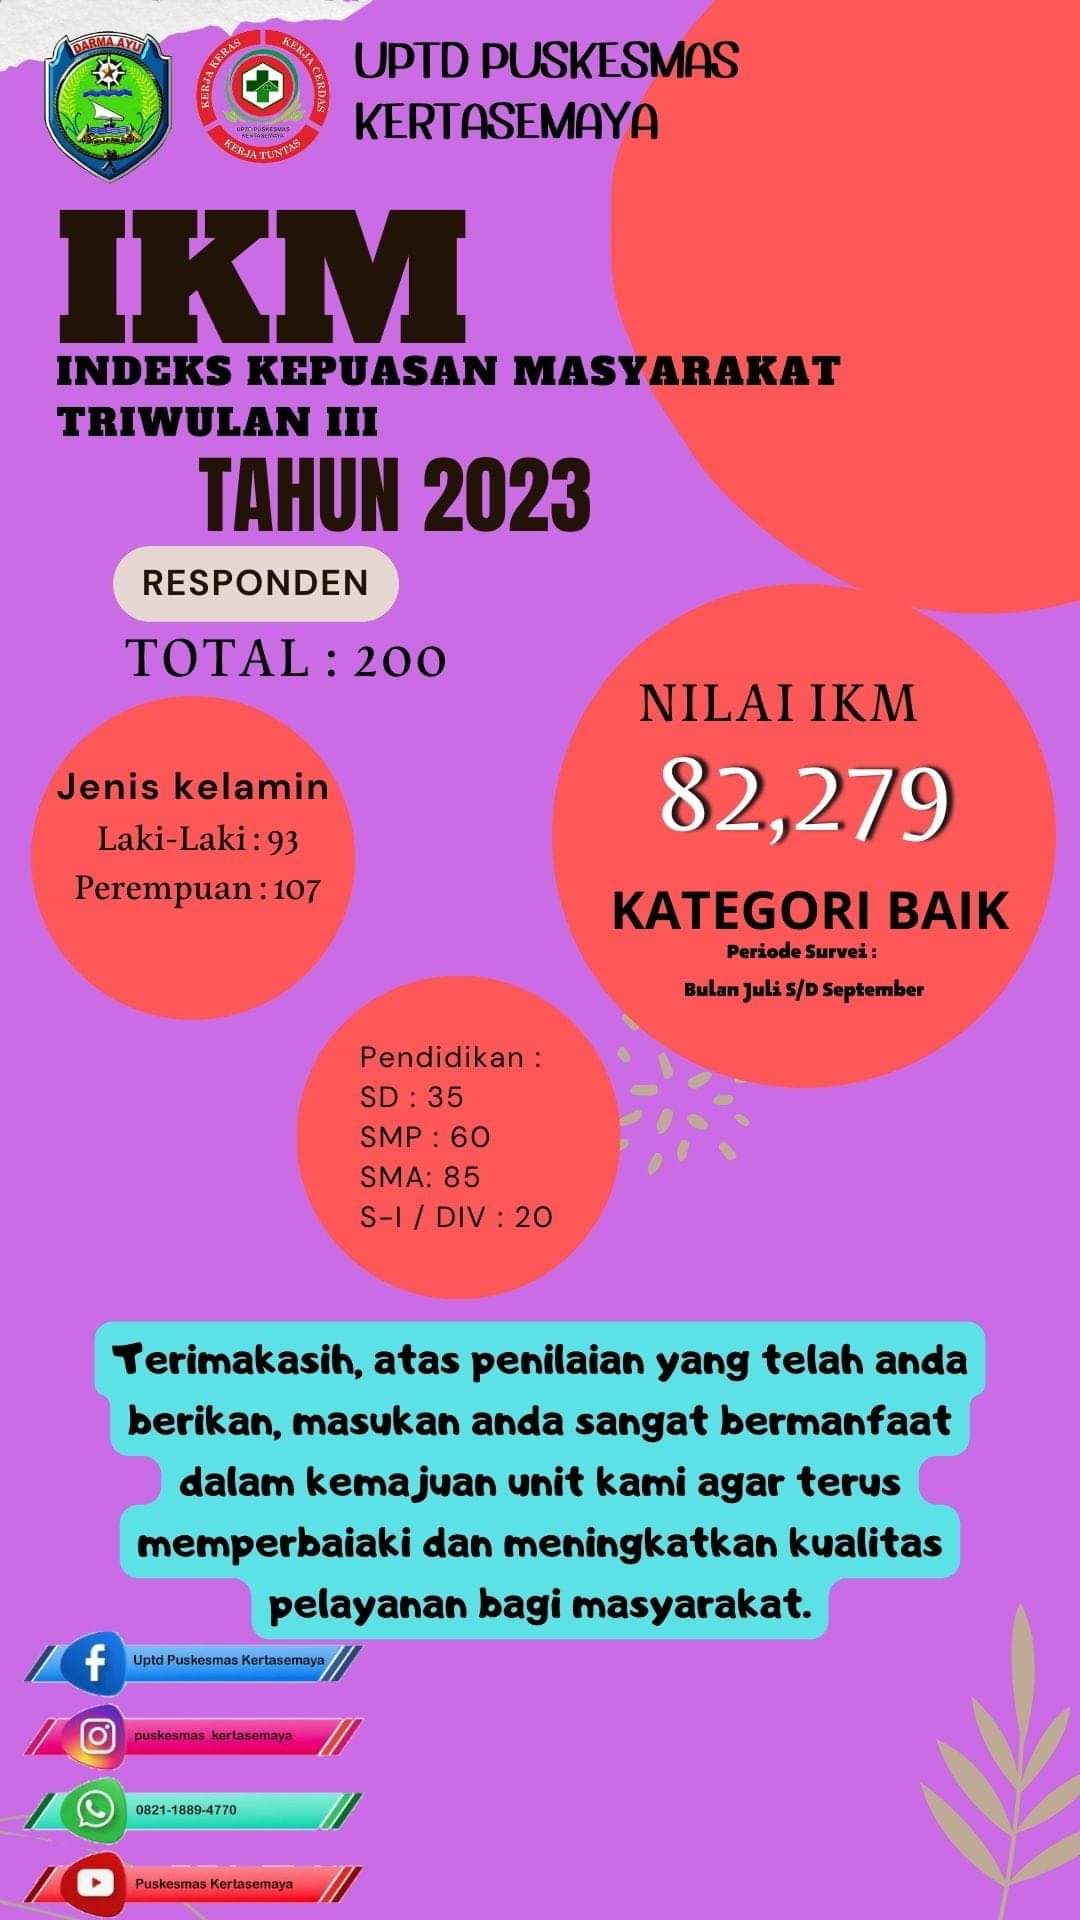 DARMA AYU
KERJA KERAS
KERJA CERDAS
KERJA TUNTAS
UPTD PUSKESMAS
KERTASEMAYA
UPTD PUSKESMAS
KERTASEMAYA
IKM
INDEKS KEPUASAN MASYARAKAT
TRIWULAN III
TAHUN 2023
RESPONDEN
TOTAL : 200
NILAI IKM
82,279
KATEGORI BAIK
Periode Survei :
Bulan Juli S/D September
Jenis kelamin
Laki-Laki : 93
Perempuan : 107
Pendidikan :
SD : 35
SMP : 60
SMA: 85
S-I / DIV : 20
Terimakasih, atas penilaian yang telah anda
berikan, masukan anda sangat bermanfaat
dalam kemajuan unit kami agar terus
memperbaiaki dan meningkatkan kualitas
pelayanan bagi masyarakat.
Uptd Puskesmas Kertasemaya
puskesmas kertasemaya
0821-1889-4770
Puskesmas Kertasemaya